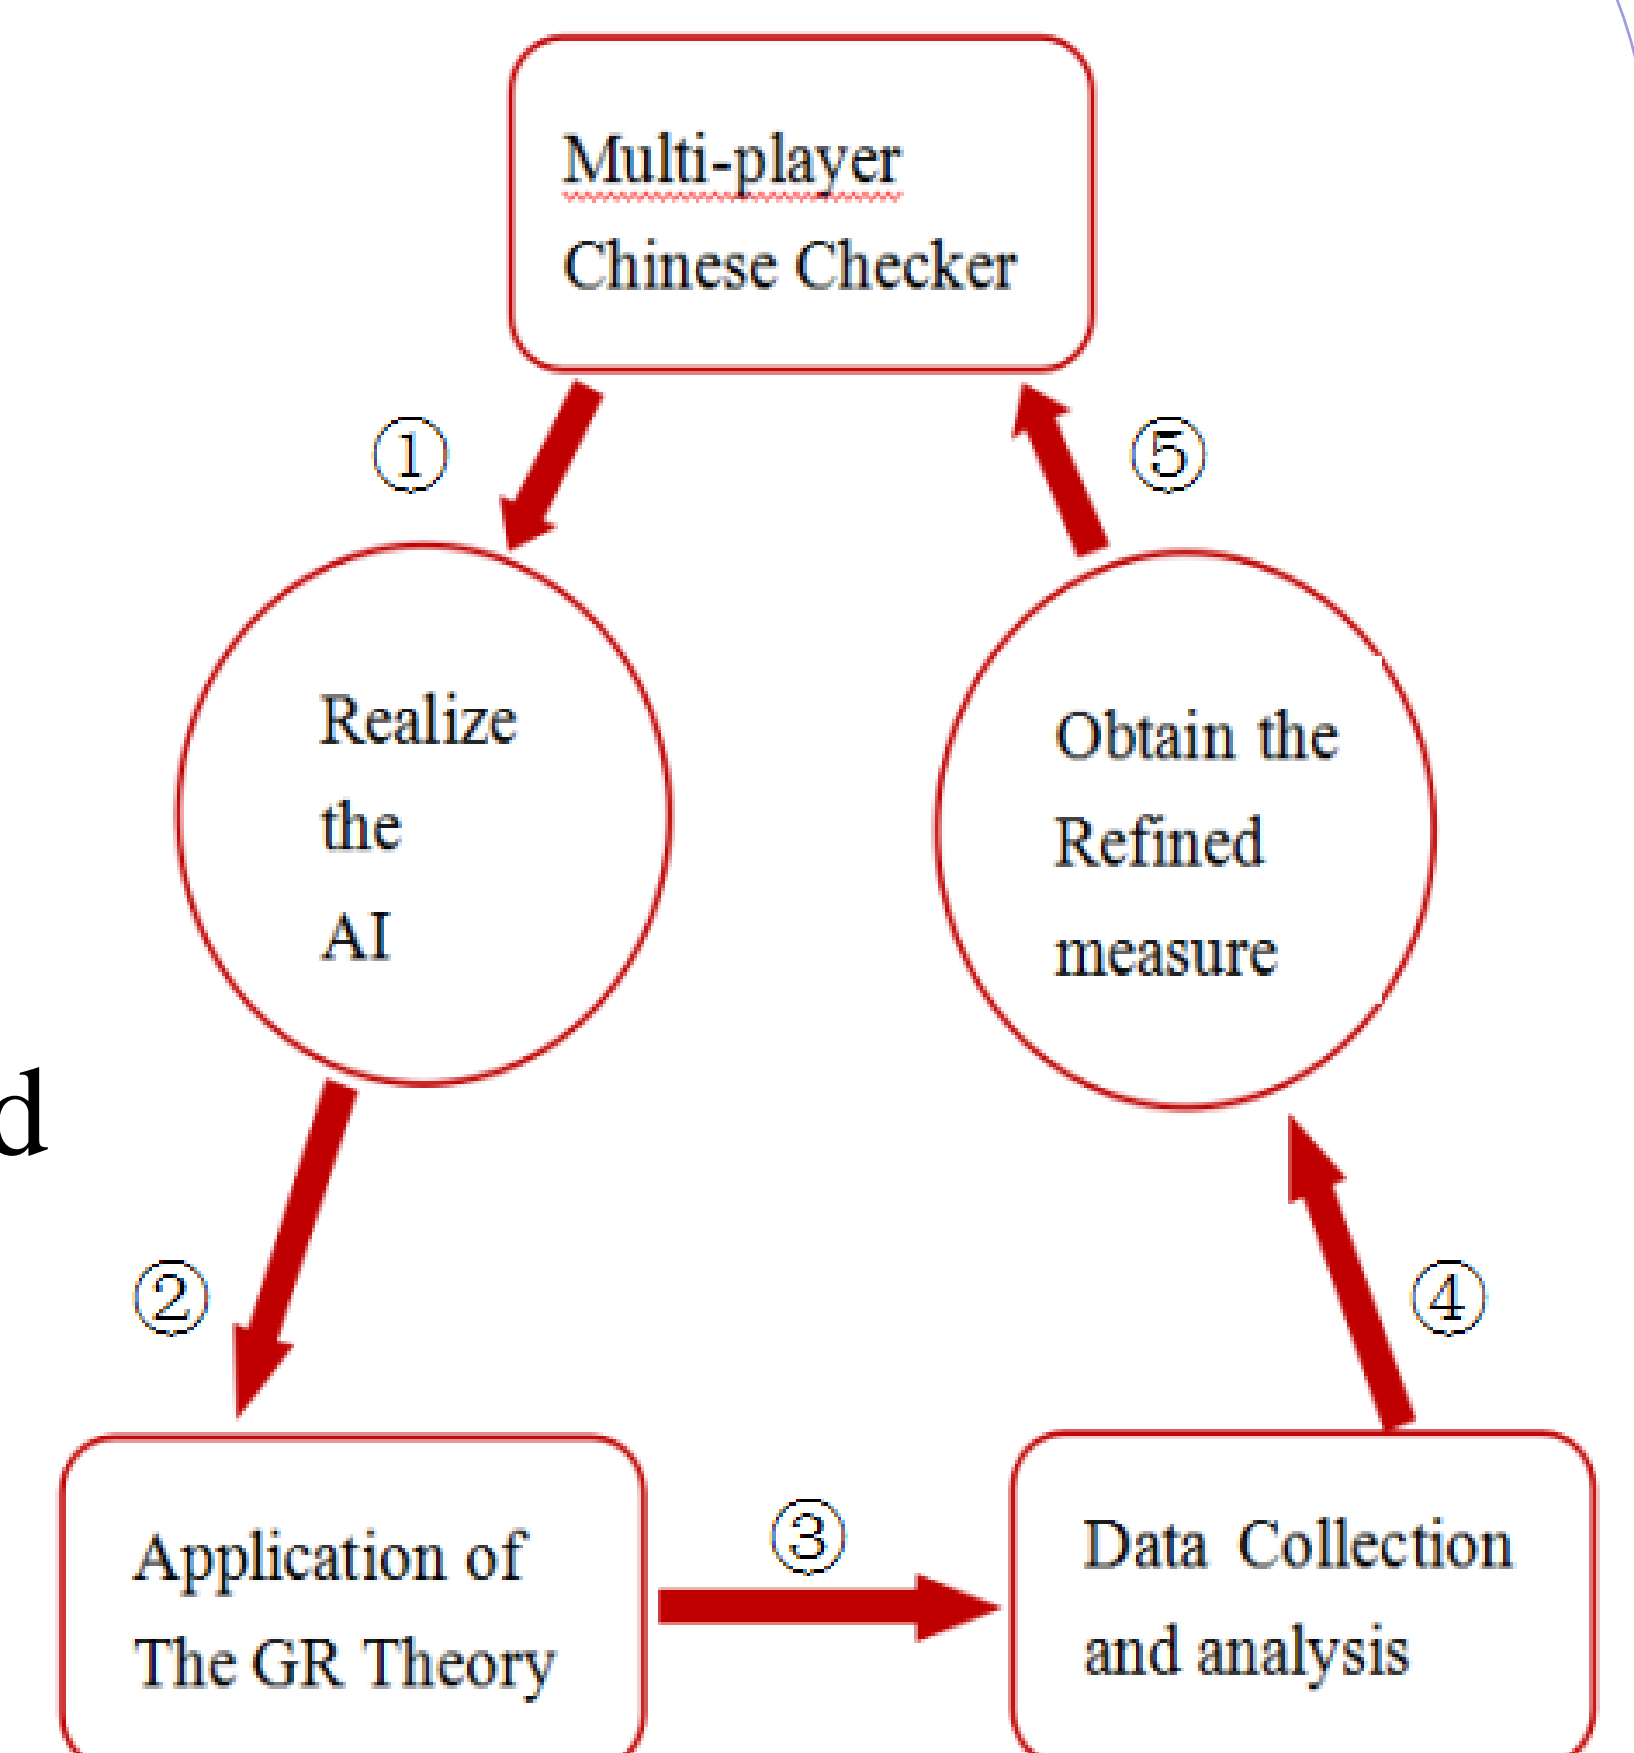 Multi-player
Chinese Checker
①
⑤
Realize
the
AI
Obtain the
Refined
measure
d
②
④
③
Application of
The GR Theory
Data Collection
and analysis